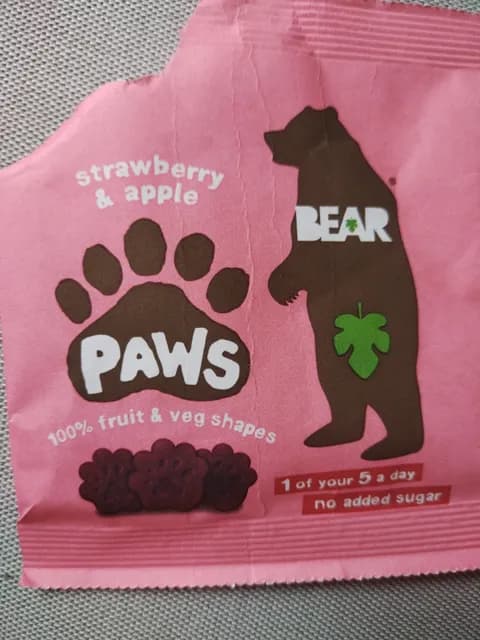 strawberry
& apple
BEAR
PAWS
100% fruit & veg shapes
1 of your 5 a day
no added sugar